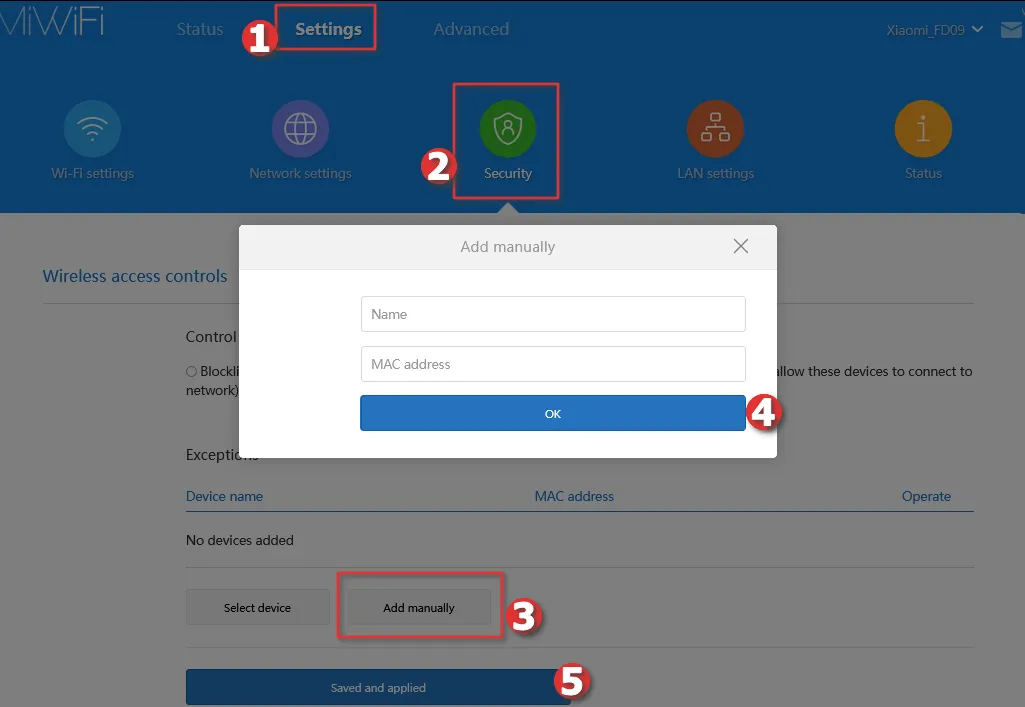 MiWiFi
Status
1
Settings
Advanced
Xiaomi_FD09
Wi-Fi settings
Network settings
2
Security
LAN settings
Status
Add manually
Wireless access controls
Name
Control
MAC address
Blockli
allow these devices to connect to
network)
OK
4
Exceptions
Device name
MAC address
Operate
No devices added
Select device
Add manually
3
Saved and applied
5